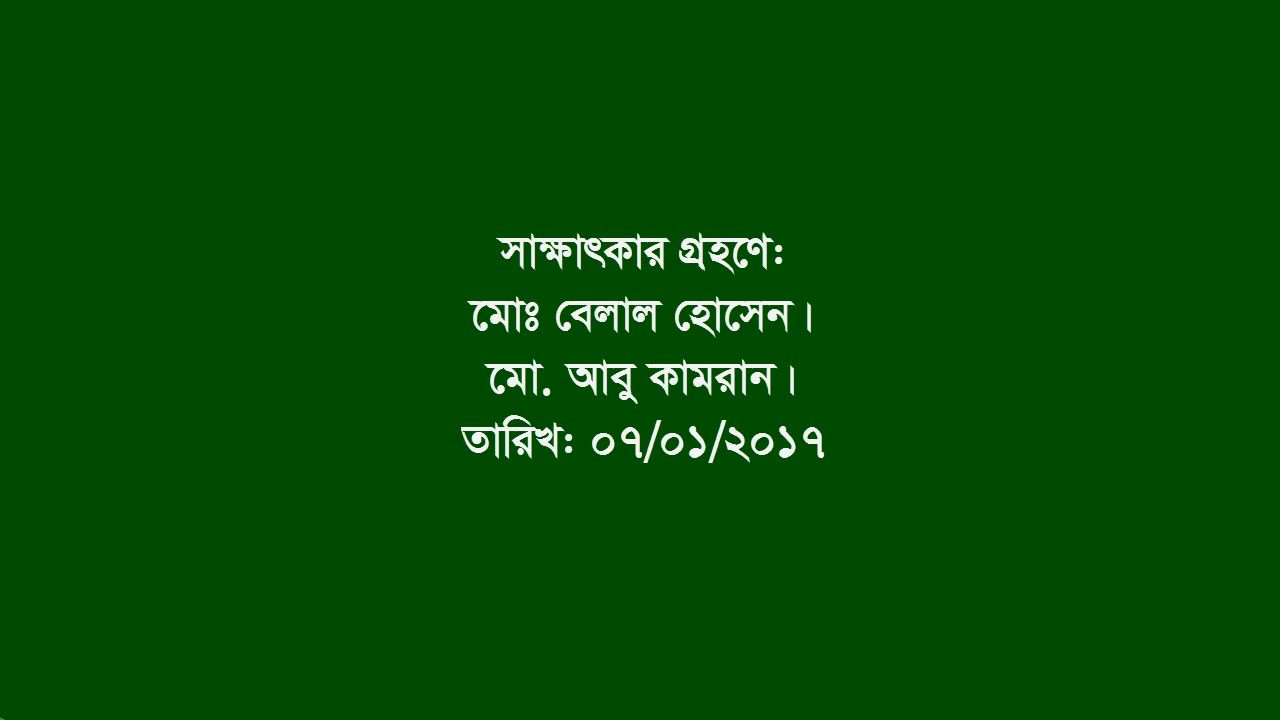 সাক্ষাৎকার গ্রহণে:
মোঃ বেলাল হোসেন।
মো. আবু কামরান।
তারিখ: ০৭/০১/২০১৭